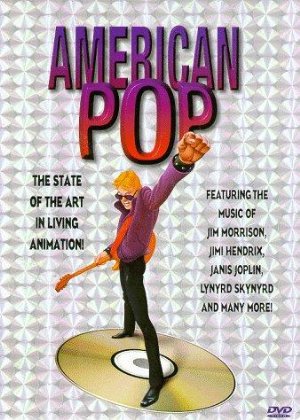 AMERICAN
POP
THE STATE
OF THE ART
IN LIVING
ANIMATION!
FEATURING THE
MUSIC OF
JIM MORRISON,
JIMI HENDRIX,
JANIS JOPLIN,
LYNYRD SKYNYRD
AND MANY MORE!
DVD